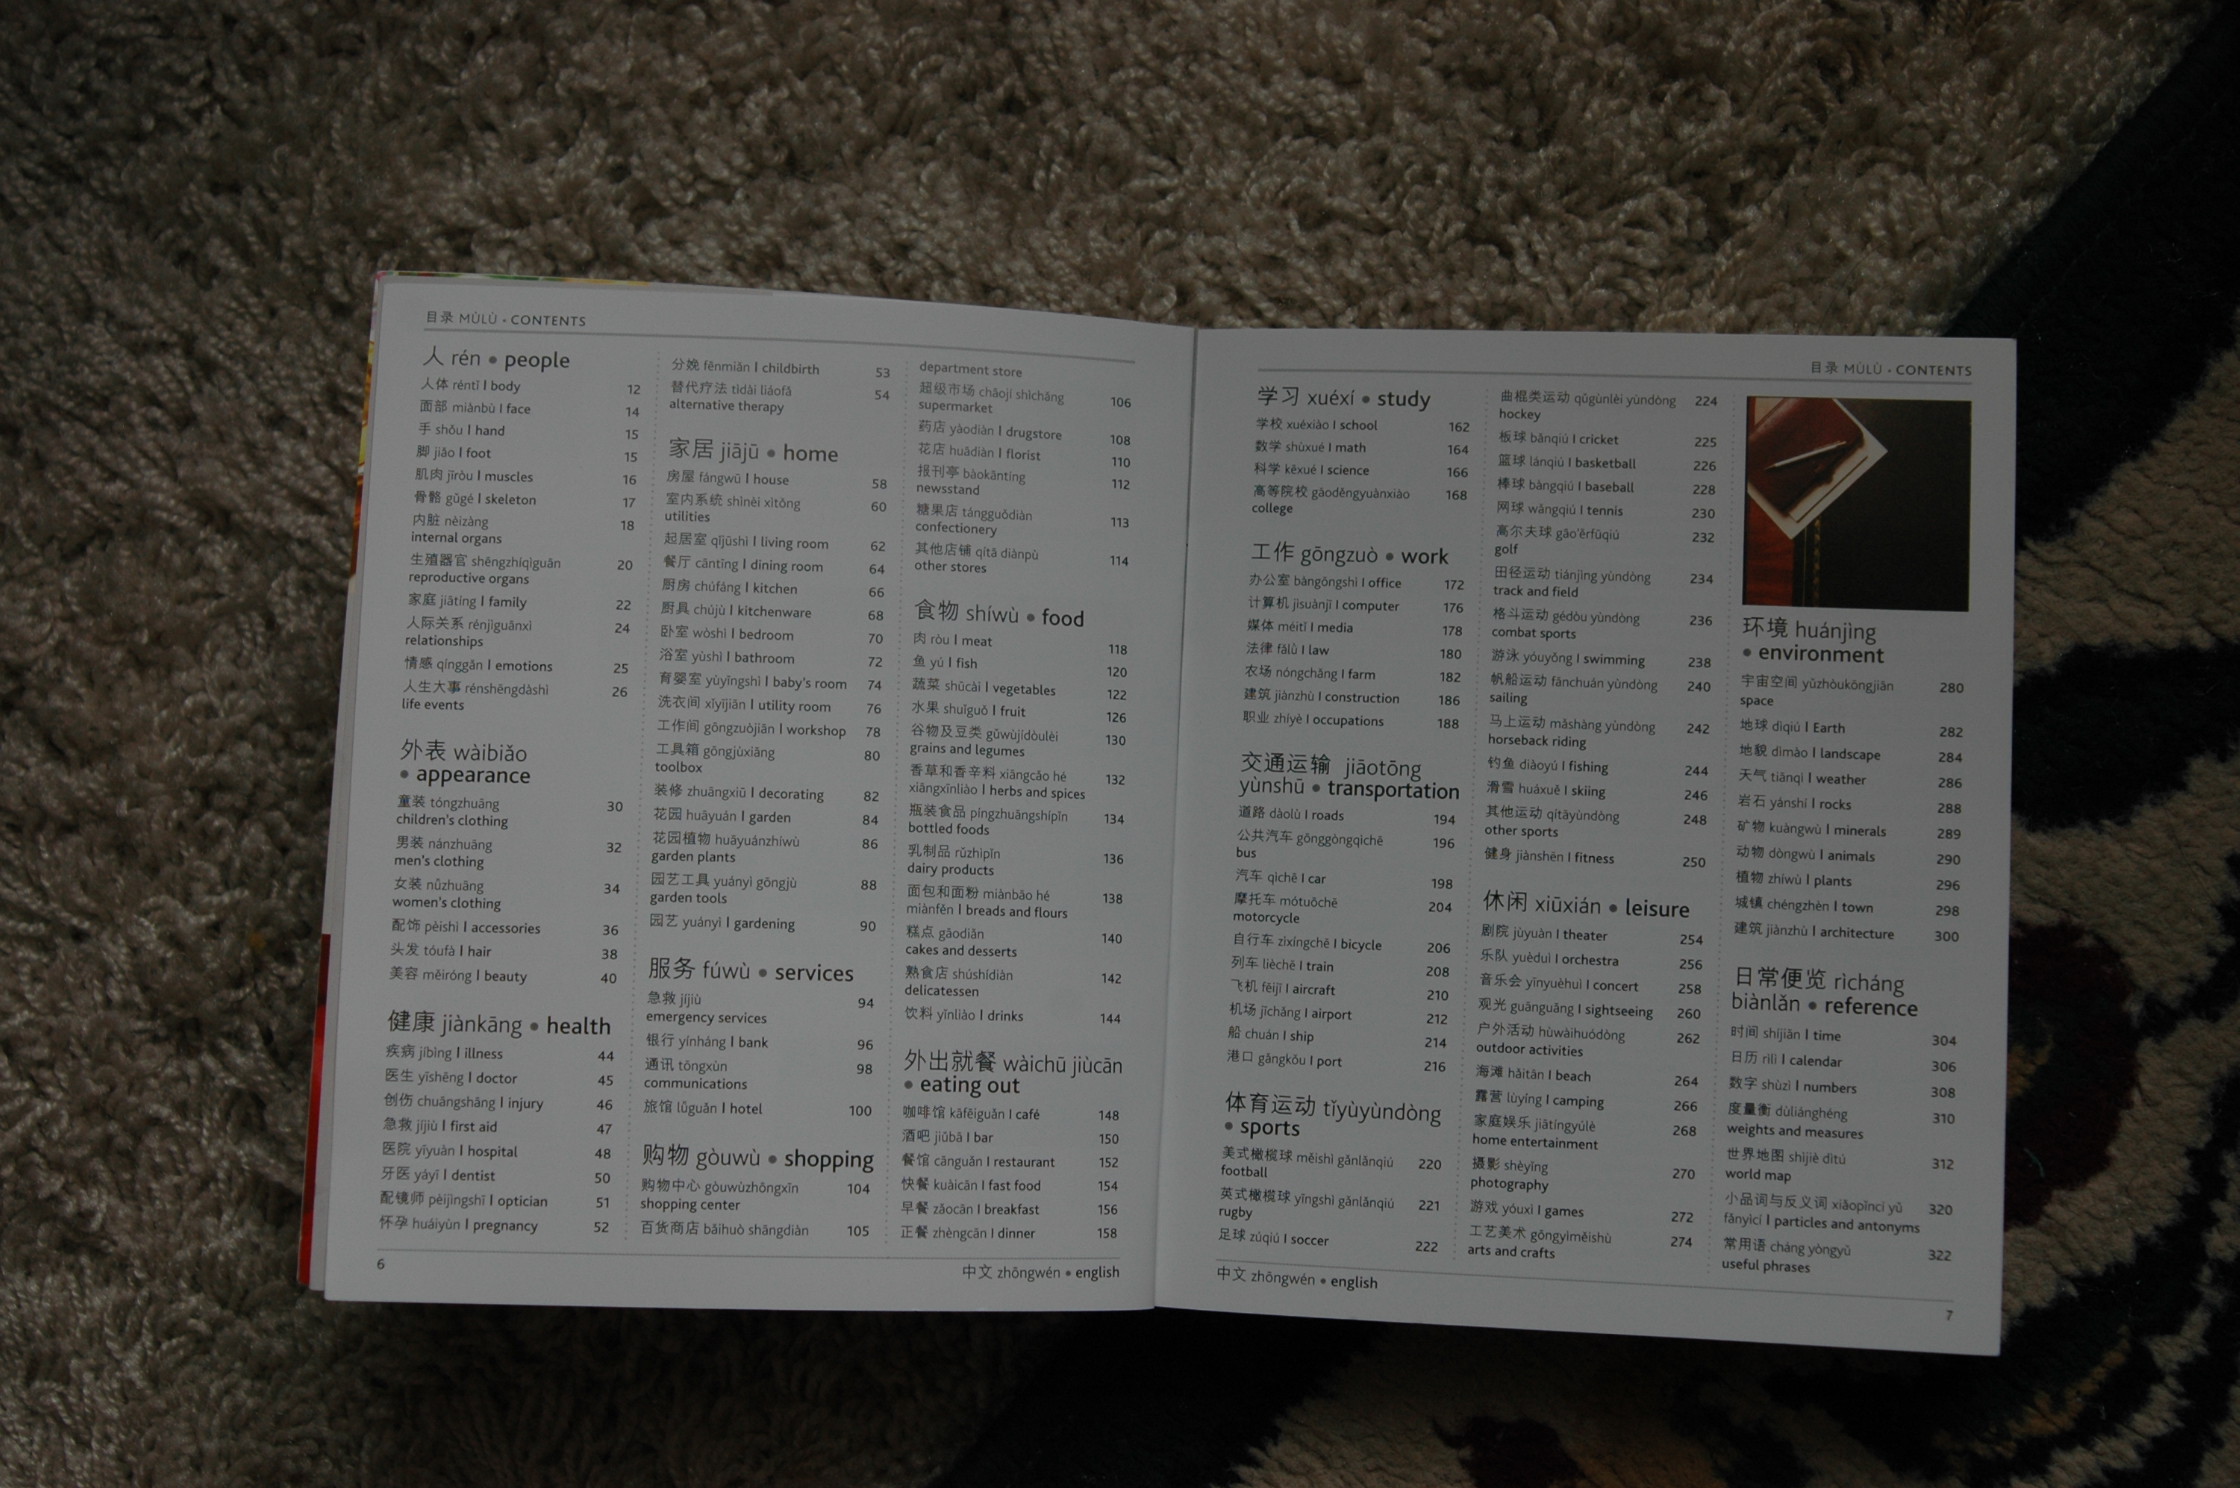 目录 MÙLÙ • CONTENTS
人 rén • people
人体 réntǐ | body 12
面部 miànbù | face 14
手 shǒu | hand 15
脚 jiǎo | foot 15
肌肉 jīròu | muscles 16
骨骼 gǔgé | skeleton 17
内脏 nèizàng
internal organs 18
生殖器官 shēngzhíqìguān
reproductive organs 20
家庭 jiātíng | family 22
人际关系 rénjìguānxì
relationships 24
情感 qínggǎn | emotions 25
人生大事 rénshēngdàshì
life events 26
外表 wàibiǎo
• appearance
童装 tóngzhuāng
children's clothing 30
男装 nánzhuāng
men's clothing 32
女装 nǚzhuāng
women's clothing 34
配饰 pèishì | accessories 36
头发 tóufà | hair 38
美容 měiróng | beauty 40
健康 jiànkāng • health
疾病 jíbìng | illness 44
医生 yīshēng | doctor 45
创伤 chuāngshāng | injury 46
急救 jíjiù | first aid 47
医院 yīyuàn | hospital 48
牙医 yáyī | dentist 50
配镜师 pèijìngshī | optician 51
怀孕 huáiyùn | pregnancy 52
分娩 fēnmiǎn | childbirth 53
替代疗法 tìdài liáofǎ
alternative therapy 54
家居 jiājū • home
房屋 fángwū | house 58
室内系统 shìnèi xìtǒng
utilities 60
起居室 qǐjūshì | living room 62
餐厅 cāntīng | dining room 64
厨房 chúfáng | kitchen 66
厨具 chújù | kitchenware 68
卧室 wòshì | bedroom 70
浴室 yùshì | bathroom 72
育婴室 yùyīngshì | baby's room 74
洗衣间 xǐyījiān | utility room 76
工作间 gōngzuòjiān | workshop 78
工具箱 gōngjùxiāng
toolbox 80
装修 zhuāngxiū | decorating 82
花园 huāyuán | garden 84
花园植物 huāyuánzhíwù
garden plants 86
园艺工具 yuányì gōngjù
garden tools 88
园艺 yuányì | gardening 90
服务 fúwù • services
急救 jíjiù
emergency services 94
银行 yínháng | bank 96
通讯 tōngxùn
communications 98
旅馆 lǚguǎn | hotel 100
购物 gòuwù • shopping
购物中心 gòuwùzhōngxīn
shopping center 104
百货商店 bǎihuò shāngdiàn 105
department store
超级市场 chāojí shìchǎng
supermarket 106
药店 yàodiàn | drugstore 108
花店 huādiàn | florist 110
报刊亭 bàokāntíng
newsstand 112
糖果店 tángguǒdiàn
confectionery 113
其他店铺 qítā diànpù
other stores 114
食物 shíwù • food
肉 ròu | meat 118
鱼 yú | fish 120
蔬菜 shūcài | vegetables 122
水果 shuǐguǒ | fruit 126
谷物及豆类 gǔwùjídòulèi
grains and legumes 130
香草和香辛料 xiāngcǎo hé
xiāngxīnliào | herbs and spices 132
瓶装食品 píngzhuāngshípǐn
bottled foods 134
乳制品 rǔzhìpǐn
dairy products 136
面包和面粉 miànbāo hé
miànfěn | breads and flours 138
糕点 gāodiǎn
cakes and desserts 140
熟食店 shúshídiàn
delicatessen 142
饮料 yǐnliào | drinks 144
外出就餐 wàichū jiùcān
• eating out
咖啡馆 kāfēiguǎn | café 148
酒吧 jiǔbā | bar 150
餐馆 cānguǎn | restaurant 152
快餐 kuàicān | fast food 154
早餐 zǎocān | breakfast 156
正餐 zhèngcān | dinner 158
6
中文 zhōngwén • english
目录 MÙLÙ • CONTENTS
学习 xuéxí • study
学校 xuéxiào | school 162
数学 shùxué | math 164
科学 kēxué | science 166
高等院校 gāoděngyuànxiào
college 168
工作 gōngzuò • work
办公室 bàngōngshì | office 172
计算机 jìsuànjī | computer 176
媒体 méitǐ | media 178
法律 fǎlǜ | law 180
农场 nóngchǎng | farm 182
建筑 jiànzhù | construction 186
职业 zhíyè | occupations 188
交通运输 jiāotōng
yùnshū • transportation
道路 dàolù | roads 194
公共汽车 gōnggòngqìchē
bus 196
汽车 qìchē | car 198
摩托车 mótuōchē
motorcycle 204
自行车 zìxíngchē | bicycle 206
列车 lièchē | train 208
飞机 fēijī | aircraft 210
机场 jīchǎng | airport 212
船 chuán | ship 214
港口 gǎngkǒu | port 216
体育运动 tǐyùyùndòng
• sports
美式橄榄球 měishì gǎnlǎnqiú
football 220
英式橄榄球 yīngshì gǎnlǎnqiú
rugby 221
足球 zúqiú | soccer 222
曲棍类运动 qūgùnlèi yùndòng
hockey 224
板球 bǎnqiú | cricket 225
篮球 lánqiú | basketball 226
棒球 bàngqiú | baseball 228
网球 wǎngqiú | tennis 230
高尔夫球 gāo'ěrfūqiú
golf 232
田径运动 tiánjìng yùndòng
track and field 234
格斗运动 gédòu yùndòng
combat sports 236
游泳 yóuyǒng | swimming 238
帆船运动 fānchuán yùndòng
sailing 240
马上运动 mǎshàng yùndòng
horseback riding 242
钓鱼 diàoyú | fishing 244
滑雪 huáxuě | skiing 246
其他运动 qítāyùndòng
other sports 248
健身 jiànshēn | fitness 250
休闲 xiūxián • leisure
剧院 jùyuàn | theater 254
乐队 yuèduì | orchestra 256
音乐会 yīnyuèhuì | concert 258
观光 guānguāng | sightseeing 260
户外活动 hùwàihuódòng
outdoor activities 262
海滩 hǎitān | beach 264
露营 lùyíng | camping 266
家庭娱乐 jiātíngyúlè
home entertainment 268
摄影 shèyǐng
photography 270
游戏 yóuxì | games 272
工艺美术 gōngyìměishù
arts and crafts 274
环境 huánjìng
• environment
宇宙空间 yǔzhòukōngjiān
space 280
地球 dìqiú | Earth 282
地貌 dìmào | landscape 284
天气 tiānqì | weather 286
岩石 yánshí | rocks 288
矿物 kuàngwù | minerals 289
动物 dòngwù | animals 290
植物 zhíwù | plants 296
城镇 chéngzhèn | town 298
建筑 jiànzhù | architecture 300
日常便览 rìcháng
biànlǎn • reference
时间 shíjiān | time 304
日历 rìlì | calendar 306
数字 shùzì | numbers 308
度量衡 dùliànghéng
weights and measures 310
世界地图 shìjiè dìtú
world map 312
小品词与反义词 xiǎopǐncí yǔ
fǎnyìcí | particles and antonyms 320
常用语 cháng yòngyǔ
useful phrases 322
中文 zhōngwén • english
7